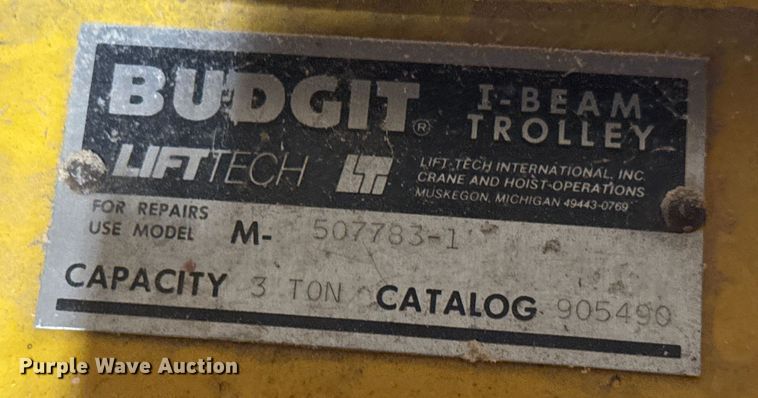 BUDGIT® I-BEAM TROLLEY
LIFTTECH LTI
LIFT-TECH INTERNATIONAL, INC.
CRANE AND HOIST-OPERATIONS
MUSKEGON, MICHIGAN 49443-0769
FOR REPAIRS
USE MODEL M- 507783-1
CAPACITY 3 TON CATALOG 905490
Purple Wave Auction